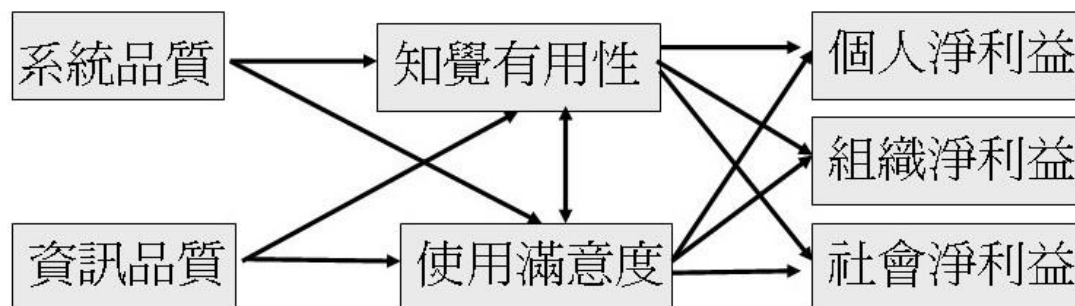 系統品質
知覺有用性
個人淨利益
組織淨利益
資訊品質
使用滿意度
社會淨利益